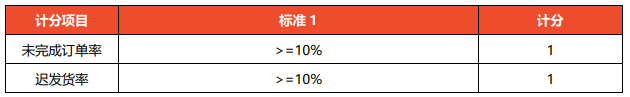 计分项目 标准 1 计分
未完成订单率 >=10% 1
迟发货率 >=10% 1